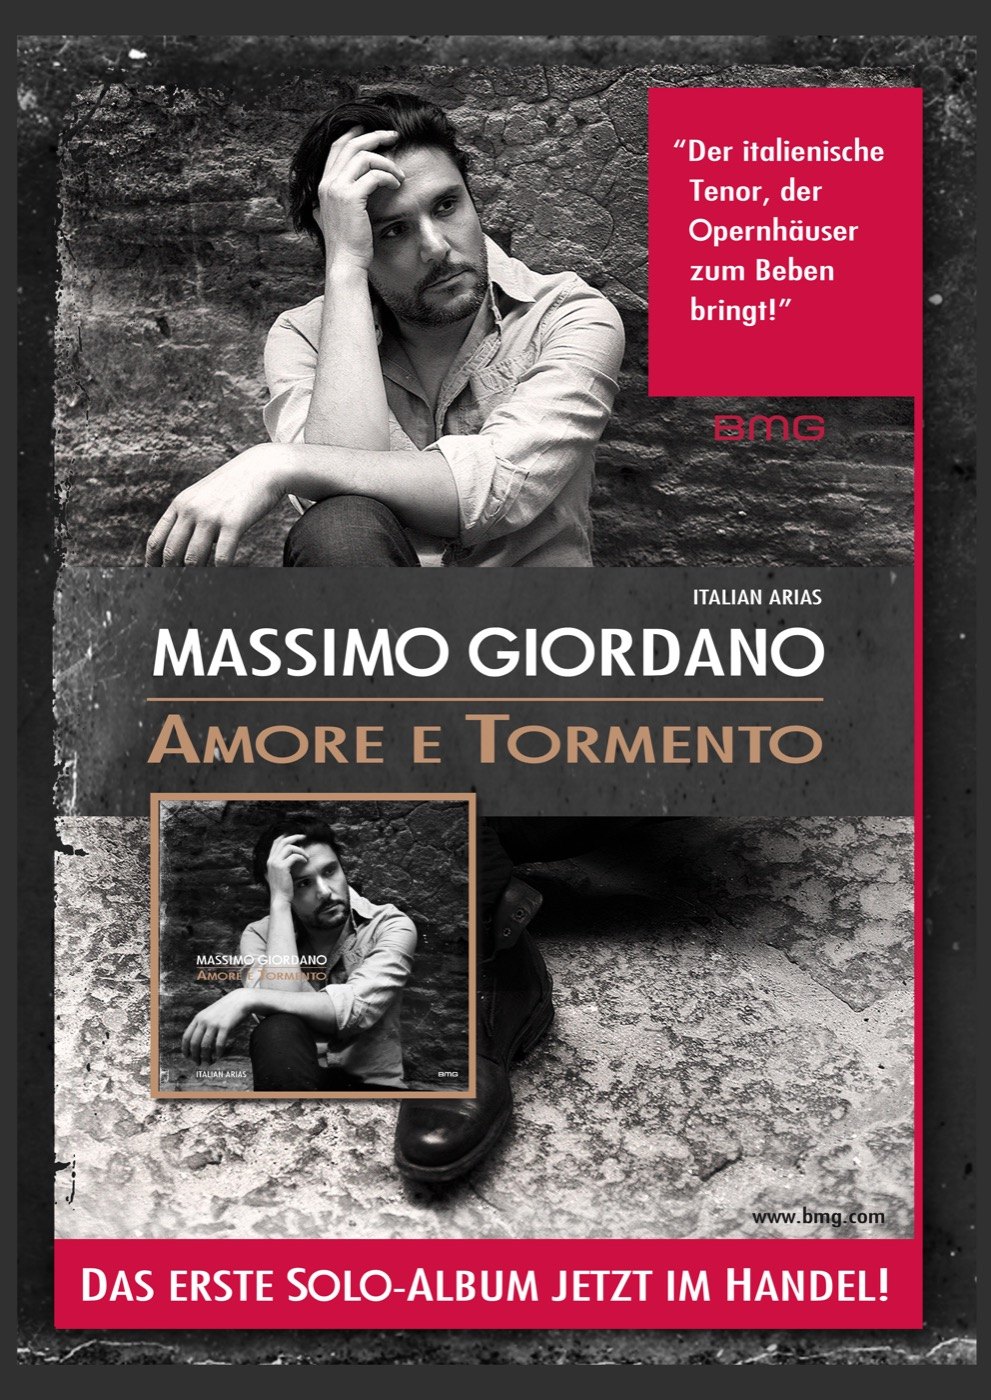 “Der italienische
Tenor, der
Opernhäuser
zum Beben
bringt!”
BMG
ITALIAN ARIAS
MASSIMO GIORDANO
AMORE E TORMENTO
MASSIMO GIORDANO
AMORE E TORMENTO
ITALIAN ARIAS
BMG
www.bmg.com
DAS ERSTE SOLO-ALBUM JETZT IM HANDEL!